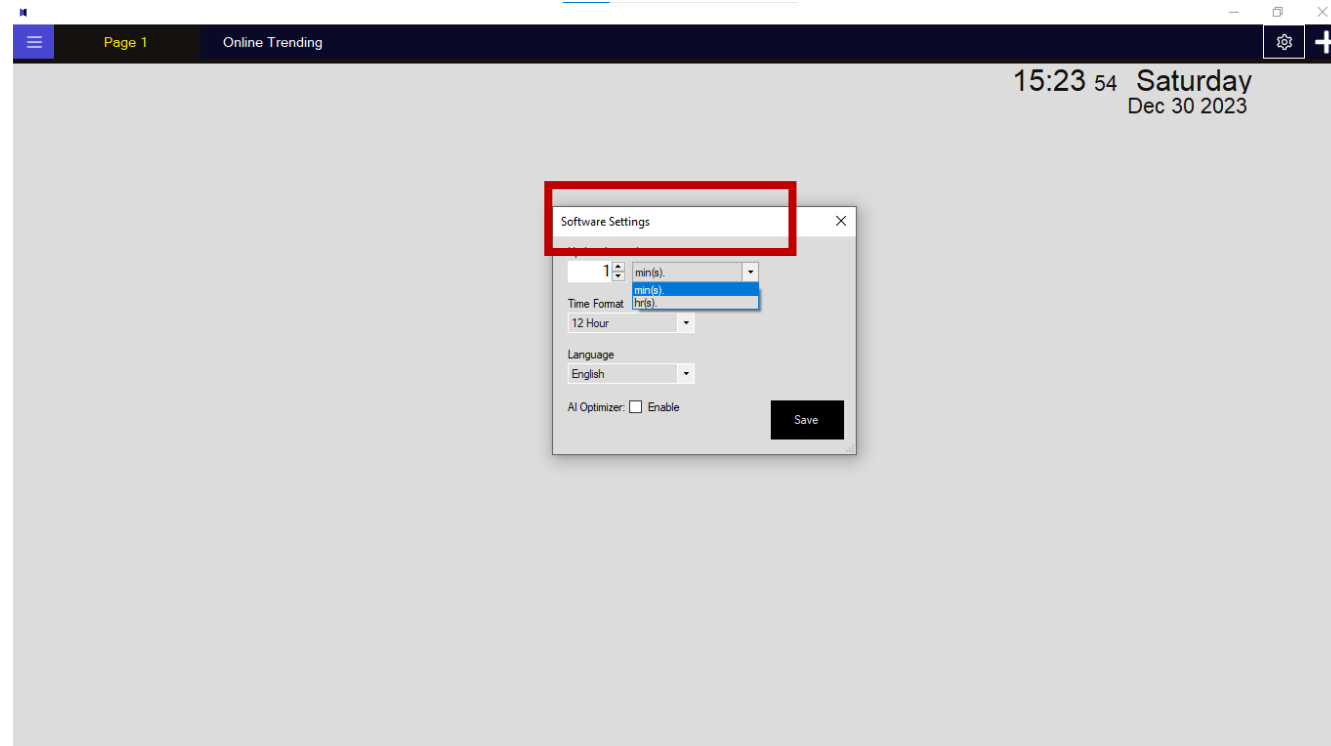 Page 1 Online Trending
15:23 54 Saturday
Dec 30 2023
Software Settings
1 min(s).
min(s).
Time Format hr(s).
12 Hour
Language
English
AI Optimizer: Enable
Save